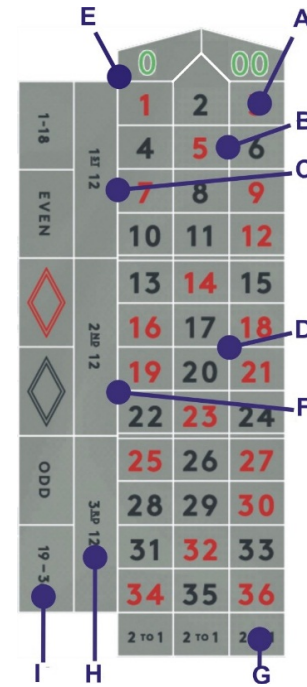 E
A
0 00
1 2
B
4 5 6
C
7 8 9
10 11 12
13 14 15
16 17 18
D
19 20 21
F
22 23 24
25 26 27
28 29 30
31 32 33
34 35 36
2 TO 1 2 TO 1
1-18
EVEN
ODD
1ST 12
2ND 12
3RD 12
I
H
G